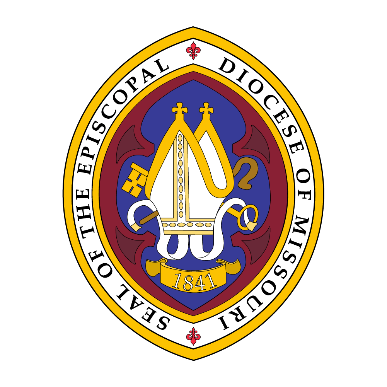 SEAL OF THE EPISCOPAL DIOCESE OF MISSOURI
1841